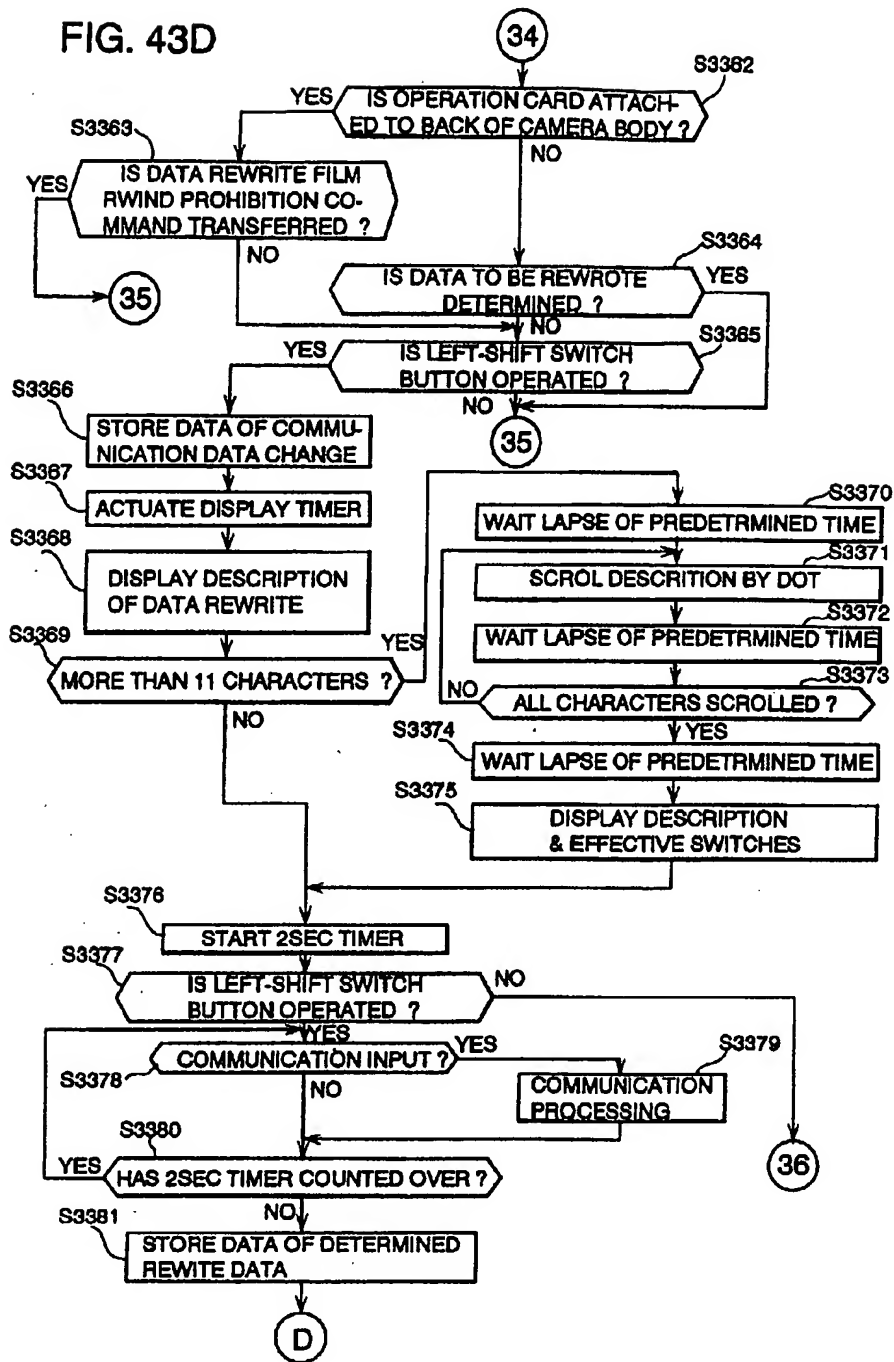 FIG. 43D
34
S3362
YES
IS OPERATION CARD ATTACH-
ED TO BACK OF CAMERA BODY ?
NO
S3363
YES
IS DATA REWRITE FILM
RWIND PROHIBITION CO-
MMAND TRANSFERRED ?
NO
35
S3364
IS DATA TO BE REWROTE
DETERMINED ?
YES
NO
S3365
YES
IS LEFT-SHIFT SWITCH
BUTTON OPERATED ?
NO
35
S3366
STORE DATA OF COMMU-
NICATION DATA CHANGE
S3367
ACTUATE DISPLAY TIMER
S3368
DISPLAY DESCRIPTION
OF DATA REWRITE
S3369
MORE THAN 11 CHARACTERS ?
YES
NO
S3370
WAIT LAPSE OF PREDETRMINED TIME
S3371
SCROL DESCRITION BY DOT
S3372
WAIT LAPSE OF PREDETRMINED TIME
S3373
NO
ALL CHARACTERS SCROLLED ?
YES
S3374
WAIT LAPSE OF PREDETRMINED TIME
S3375
DISPLAY DESCRIPTION
& EFFECTIVE SWITCHES
S3376
START 2SEC TIMER
S3377
IS LEFT-SHIFT SWITCH
BUTTON OPERATED ?
NO
YES
S3378
COMMUNICATION INPUT ?
YES
NO
S3379
COMMUNICATION
PROCESSING
S3380
YES
HAS 2SEC TIMER COUNTED OVER ?
NO
36
S3381
STORE DATA OF DETERMINED
REWITE DATA
D